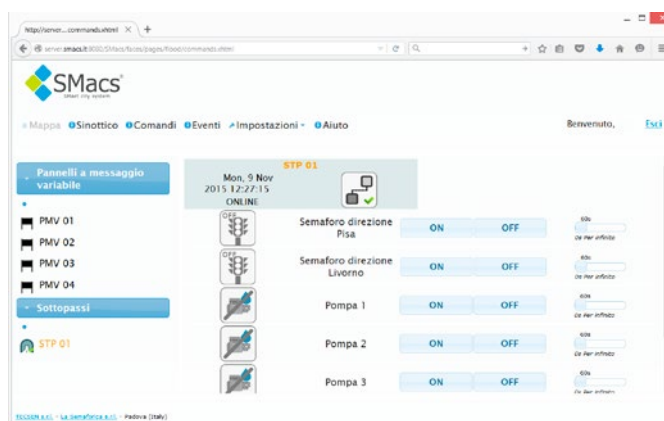 http://server...commands.xhtml
server.smacs.it:8080/SMacs/faces/pages/flood/commands.xhtml
SMacs
smart city system
Mappa Sinottico Comandi Eventi Impostazioni Aiuto Benvenuto, Esci
Pannelli a messaggio variabile
PMV 01
PMV 02
PMV 03
PMV 04
Sottopassi
STP 01
STP 01
Mon, 9 Nov
2015 12:27:15
ONLINE
OFF
Semaforo direzione
Pisa
ON OFF
60s
0s Per infinito
OFF
Semaforo direzione
Livorno
ON OFF
60s
0s Per infinito
Pompa 1
ON OFF
60s
0s Per infinito
Pompa 2
ON OFF
60s
0s Per infinito
Pompa 3
ON OFF
60s
0s Per infinito
TECSEN s.r.l. - La Semaforica s.r.l. - Padova (Italy)